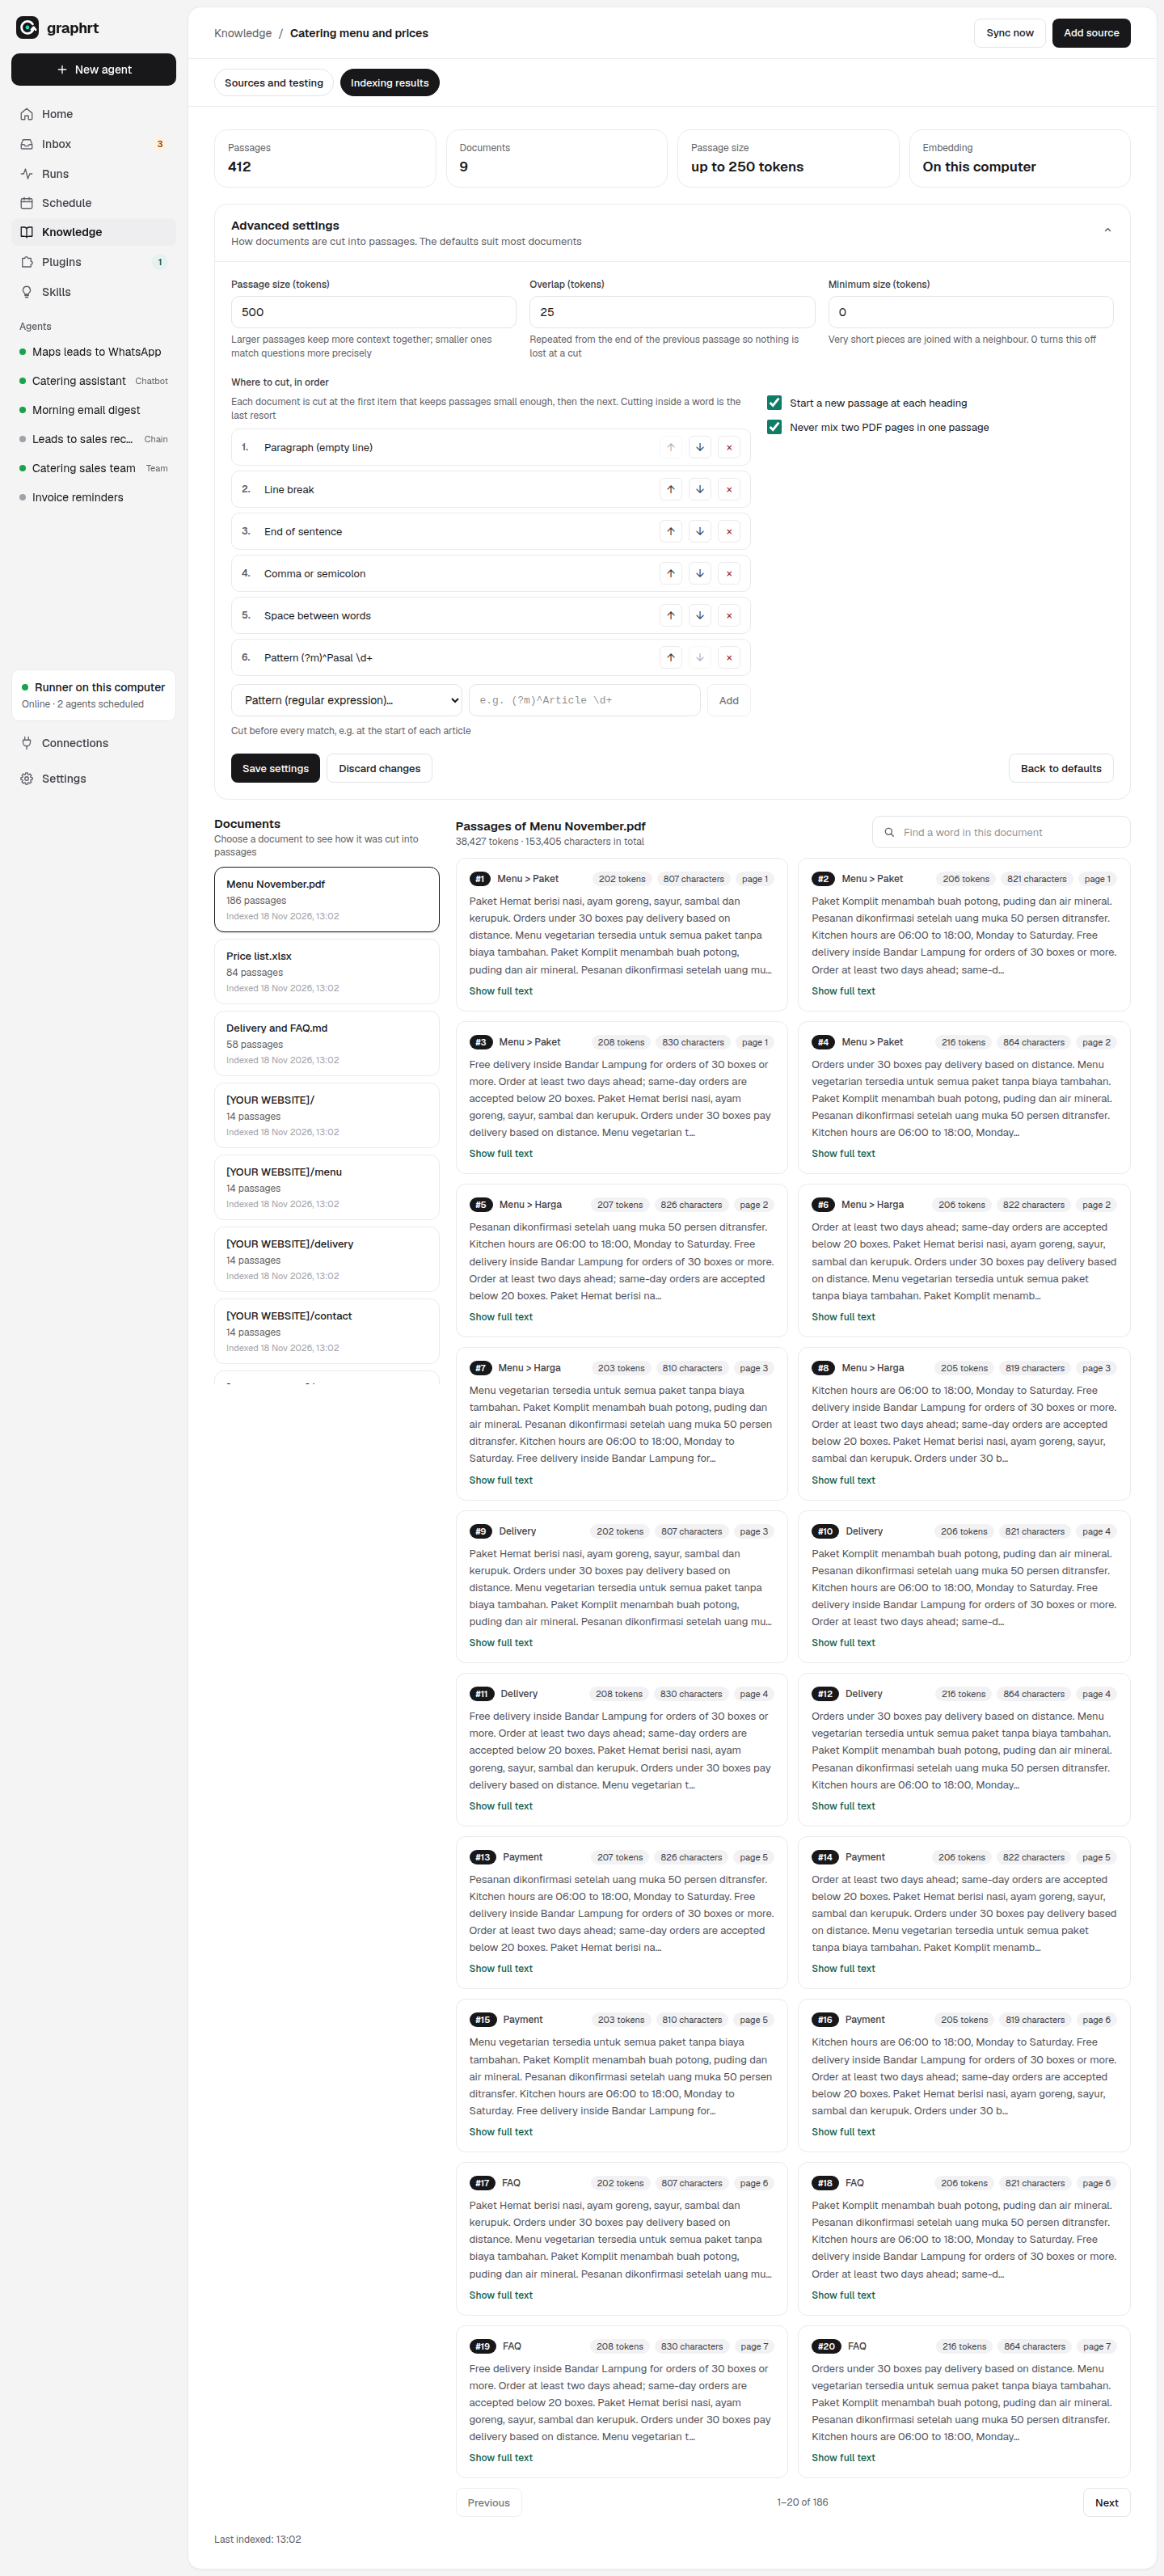 graphrt
New agent
Home
Inbox 3
Runs
Schedule
Knowledge
Plugins 1
Skills
Agents
Maps leads to WhatsApp
Catering assistant Chatbot
Morning email digest
Leads to sales rec... Chain
Catering sales team Team
Invoice reminders
Runner on this computer
Online · 2 agents scheduled
Connections
Settings
Knowledge / Catering menu and prices
Sync now
Add source
Sources and testing
Indexing results
Passages
412
Documents
9
Passage size
up to 250 tokens
Embedding
On this computer
Advanced settings
How documents are cut into passages. The defaults suit most documents
Passage size (tokens)
500
Larger passages keep more context together; smaller ones
match questions more precisely
Overlap (tokens)
25
Repeated from the end of the previous passage so nothing is
lost at a cut
Minimum size (tokens)
0
Very short pieces are joined with a neighbour. 0 turns this off
Where to cut, in order
Each document is cut at the first item that keeps passages small enough, then the next. Cutting inside a word is the
last resort
1. Paragraph (empty line)
2. Line break
3. End of sentence
4. Comma or semicolon
5. Space between words
6. Pattern (?m)^Pasal \d+
Pattern (regular expression)...
e.g. (?m)^Article \d+
Add
Cut before every match, e.g. at the start of each article
Start a new passage at each heading
Never mix two PDF pages in one passage
Save settings
Discard changes
Back to defaults
Documents
Choose a document to see how it was cut into
passages
Menu November.pdf
186 passages
Indexed 18 Nov 2026, 13:02
Price list.xlsx
84 passages
Indexed 18 Nov 2026, 13:02
Delivery and FAQ.md
58 passages
Indexed 18 Nov 2026, 13:02
[YOUR WEBSITE]/
14 passages
Indexed 18 Nov 2026, 13:02
[YOUR WEBSITE]/menu
14 passages
Indexed 18 Nov 2026, 13:02
[YOUR WEBSITE]/delivery
14 passages
Indexed 18 Nov 2026, 13:02
[YOUR WEBSITE]/contact
14 passages
Indexed 18 Nov 2026, 13:02
Passages of Menu November.pdf
38,427 tokens · 153,405 characters in total
Find a word in this document
#1 Menu > Paket 202 tokens 807 characters page 1
Paket Hemat berisi nasi, ayam goreng, sayur, sambal dan
kerupuk. Orders under 30 boxes pay delivery based on
distance. Menu vegetarian tersedia untuk semua paket tanpa
biaya tambahan. Paket Komplit menambah buah potong,
puding dan air mineral. Pesanan dikonfirmasi setelah uang mu...
Show full text
#2 Menu > Paket 206 tokens 821 characters page 1
Paket Komplit menambah buah potong, puding dan air mineral.
Pesanan dikonfirmasi setelah uang muka 50 persen ditransfer.
Kitchen hours are 06:00 to 18:00, Monday to Saturday. Free
delivery inside Bandar Lampung for orders of 30 boxes or more.
Order at least two days ahead; same-d...
Show full text
#3 Menu > Paket 208 tokens 830 characters page 1
Free delivery inside Bandar Lampung for orders of 30 boxes or
more. Order at least two days ahead; same-day orders are
accepted below 20 boxes. Paket Hemat berisi nasi, ayam
goreng, sayur, sambal dan kerupuk. Orders under 30 boxes pay
delivery based on distance. Menu vegetarian t...
Show full text
#4 Menu > Paket 216 tokens 864 characters page 2
Orders under 30 boxes pay delivery based on distance. Menu
vegetarian tersedia untuk semua paket tanpa biaya tambahan.
Paket Komplit menambah buah potong, puding dan air mineral.
Pesanan dikonfirmasi setelah uang muka 50 persen ditransfer.
Kitchen hours are 06:00 to 18:00, Monday...
Show full text
#5 Menu > Harga 207 tokens 826 characters page 2
Pesanan dikonfirmasi setelah uang muka 50 persen ditransfer.
Kitchen hours are 06:00 to 18:00, Monday to Saturday. Free
delivery inside Bandar Lampung for orders of 30 boxes or more.
Order at least two days ahead; same-day orders are accepted
below 20 boxes. Paket Hemat berisi na...
Show full text
#6 Menu > Harga 206 tokens 822 characters page 2
Order at least two days ahead; same-day orders are accepted
below 20 boxes. Paket Hemat berisi nasi, ayam goreng, sayur,
sambal dan kerupuk. Orders under 30 boxes pay delivery based
on distance. Menu vegetarian tersedia untuk semua paket
tanpa biaya tambahan. Paket Komplit menamb...
Show full text
#7 Menu > Harga 203 tokens 810 characters page 3
Menu vegetarian tersedia untuk semua paket tanpa biaya
tambahan. Paket Komplit menambah buah potong, puding dan
air mineral. Pesanan dikonfirmasi setelah uang muka 50 persen
ditransfer. Kitchen hours are 06:00 to 18:00, Monday to
Saturday. Free delivery inside Bandar Lampung for...
Show full text
#8 Menu > Harga 205 tokens 819 characters page 3
Kitchen hours are 06:00 to 18:00, Monday to Saturday. Free
delivery inside Bandar Lampung for orders of 30 boxes or more.
Order at least two days ahead; same-day orders are accepted
below 20 boxes. Paket Hemat berisi nasi, ayam goreng, sayur,
sambal dan kerupuk. Orders under 30 b...
Show full text
#9 Delivery 202 tokens 807 characters page 3
Paket Hemat berisi nasi, ayam goreng, sayur, sambal dan
kerupuk. Orders under 30 boxes pay delivery based on
distance. Menu vegetarian tersedia untuk semua paket tanpa
biaya tambahan. Paket Komplit menambah buah potong,
puding dan air mineral. Pesanan dikonfirmasi setelah uang mu...
Show full text
#10 Delivery 206 tokens 821 characters page 4
Paket Komplit menambah buah potong, puding dan air mineral.
Pesanan dikonfirmasi setelah uang muka 50 persen ditransfer.
Kitchen hours are 06:00 to 18:00, Monday to Saturday. Free
delivery inside Bandar Lampung for orders of 30 boxes or more.
Order at least two days ahead; same-d...
Show full text
#11 Delivery 208 tokens 830 characters page 4
Free delivery inside Bandar Lampung for orders of 30 boxes or
more. Order at least two days ahead; same-day orders are
accepted below 20 boxes. Paket Hemat berisi nasi, ayam
goreng, sayur, sambal dan kerupuk. Orders under 30 boxes pay
delivery based on distance. Menu vegetarian t...
Show full text
#12 Delivery 216 tokens 864 characters page 4
Orders under 30 boxes pay delivery based on distance. Menu
vegetarian tersedia untuk semua paket tanpa biaya tambahan.
Paket Komplit menambah buah potong, puding dan air mineral.
Pesanan dikonfirmasi setelah uang muka 50 persen ditransfer.
Kitchen hours are 06:00 to 18:00, Monday...
Show full text
#13 Payment 207 tokens 826 characters page 5
Pesanan dikonfirmasi setelah uang muka 50 persen ditransfer.
Kitchen hours are 06:00 to 18:00, Monday to Saturday. Free
delivery inside Bandar Lampung for orders of 30 boxes or more.
Order at least two days ahead; same-day orders are accepted
below 20 boxes. Paket Hemat berisi na...
Show full text
#14 Payment 206 tokens 822 characters page 5
Order at least two days ahead; same-day orders are accepted
below 20 boxes. Paket Hemat berisi nasi, ayam goreng, sayur,
sambal dan kerupuk. Orders under 30 boxes pay delivery based
on distance. Menu vegetarian tersedia untuk semua paket
tanpa biaya tambahan. Paket Komplit menamb...
Show full text
#15 Payment 203 tokens 810 characters page 5
Menu vegetarian tersedia untuk semua paket tanpa biaya
tambahan. Paket Komplit menambah buah potong, puding dan
air mineral. Pesanan dikonfirmasi setelah uang muka 50 persen
ditransfer. Kitchen hours are 06:00 to 18:00, Monday to
Saturday. Free delivery inside Bandar Lampung for...
Show full text
#16 Payment 205 tokens 819 characters page 6
Kitchen hours are 06:00 to 18:00, Monday to Saturday. Free
delivery inside Bandar Lampung for orders of 30 boxes or more.
Order at least two days ahead; same-day orders are accepted
below 20 boxes. Paket Hemat berisi nasi, ayam goreng, sayur,
sambal dan kerupuk. Orders under 30 b...
Show full text
#17 FAQ 202 tokens 807 characters page 6
Paket Hemat berisi nasi, ayam goreng, sayur, sambal dan
kerupuk. Orders under 30 boxes pay delivery based on
distance. Menu vegetarian tersedia untuk semua paket tanpa
biaya tambahan. Paket Komplit menambah buah potong,
puding dan air mineral. Pesanan dikonfirmasi setelah uang mu...
Show full text
#18 FAQ 206 tokens 821 characters page 6
Paket Komplit menambah buah potong, puding dan air mineral.
Pesanan dikonfirmasi setelah uang muka 50 persen ditransfer.
Kitchen hours are 06:00 to 18:00, Monday to Saturday. Free
delivery inside Bandar Lampung for orders of 30 boxes or more.
Order at least two days ahead; same-d...
Show full text
#19 FAQ 208 tokens 830 characters page 7
Free delivery inside Bandar Lampung for orders of 30 boxes or
more. Order at least two days ahead; same-day orders are
accepted below 20 boxes. Paket Hemat berisi nasi, ayam
goreng, sayur, sambal dan kerupuk. Orders under 30 boxes pay
delivery based on distance. Menu vegetarian t...
Show full text
#20 FAQ 216 tokens 864 characters page 7
Orders under 30 boxes pay delivery based on distance. Menu
vegetarian tersedia untuk semua paket tanpa biaya tambahan.
Paket Komplit menambah buah potong, puding dan air mineral.
Pesanan dikonfirmasi setelah uang muka 50 persen ditransfer.
Kitchen hours are 06:00 to 18:00, Monday...
Show full text
Previous
1–20 of 186
Next
Last indexed: 13:02